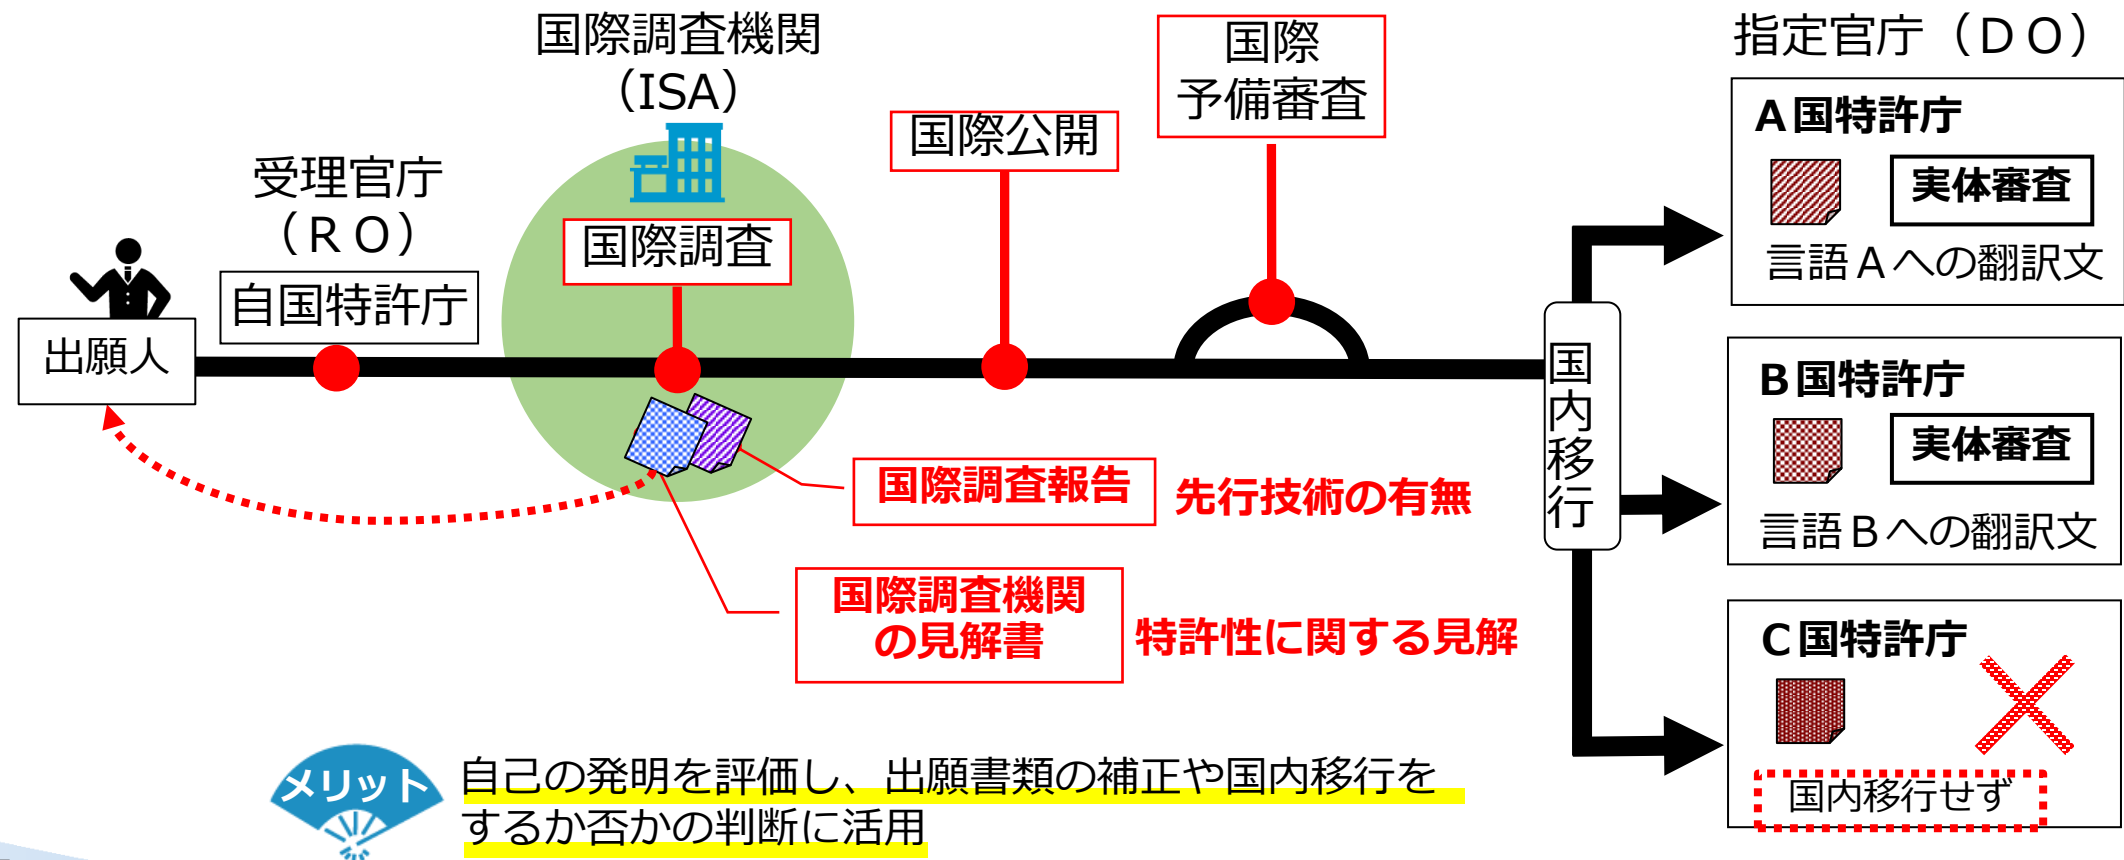 国際調査機関
（ISA）
国際
予備審査
指定官庁（ＤＯ）
国際公開
受理官庁
（ＲＯ）
国際調査
自国特許庁
出願人
国内移行
Ａ国特許庁
実体審査
言語Ａへの翻訳文
Ｂ国特許庁
実体審査
言語Ｂへの翻訳文
国際調査報告
先行技術の有無
国際調査機関
の見解書
特許性に関する見解
Ｃ国特許庁
国内移行せず
メリット
自己の発明を評価し、出願書類の補正や国内移行を
するか否かの判断に活用